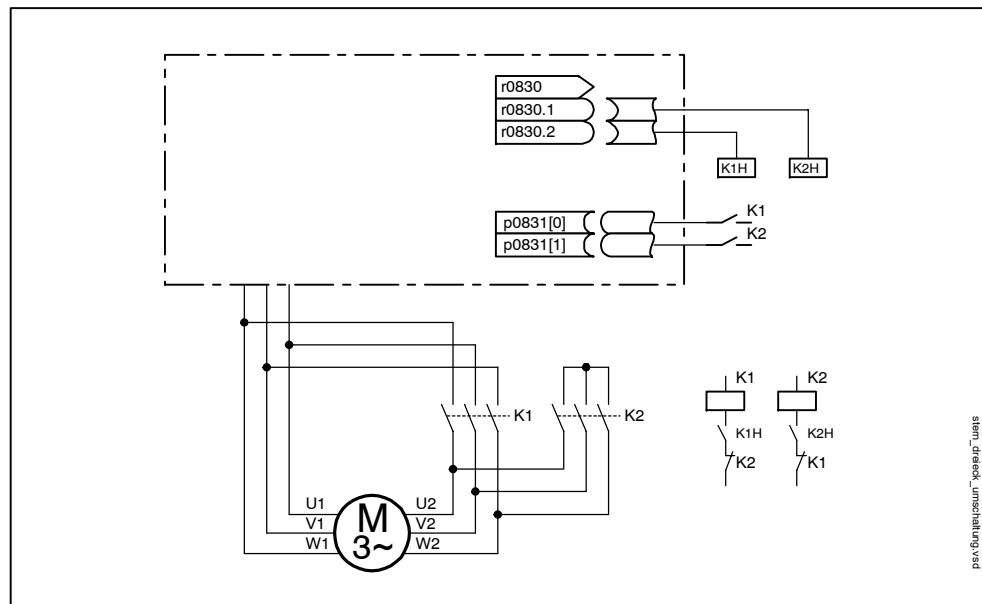 r0830
r0830.1
r0830.2
K1H
K2H
p0831[0]
p0831[1]
K1
K2
K1
K2
K1
K2
K1H
K2H
K2
K1
U1
U2
V1
V2
W1
W2
M
3~
stern_dreieck_umschaltung.vsd